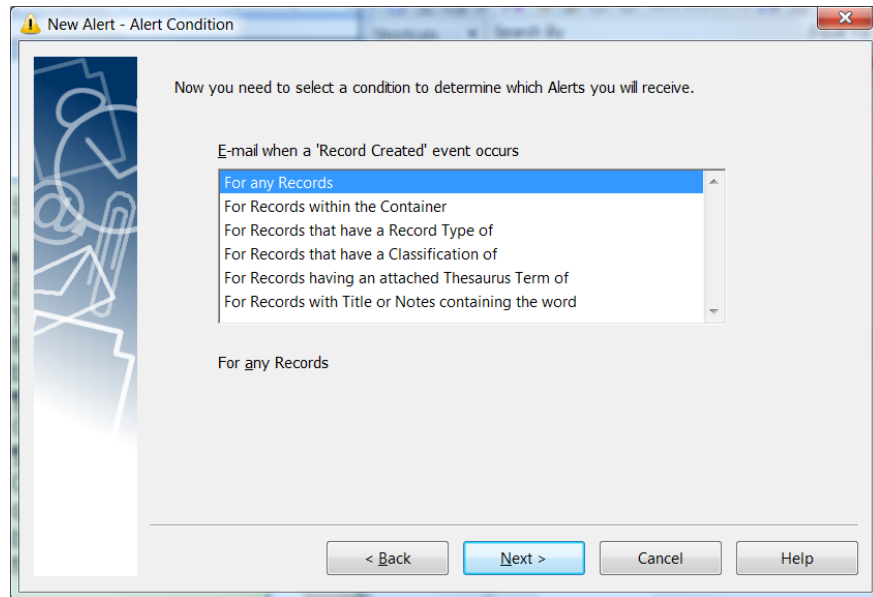 New Alert - Alert Condition
Search By
Now you need to select a condition to determine which Alerts you will receive.
E-mail when a 'Record Created' event occurs
For any Records
For Records within the Container
For Records that have a Record Type of
For Records that have a Classification of
For Records having an attached Thesaurus Term of
For Records with Title or Notes containing the word
For any Records
< Back
Next >
Cancel
Help